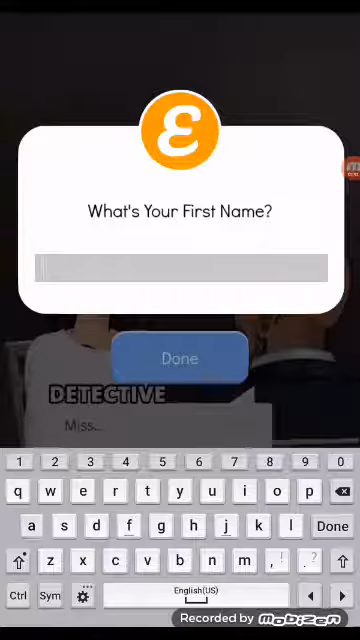 ε
What's Your First Name?
Done
DETECTIVE
Miss...
1 2 3 4 5 6 7 8 9 0
q w e r t y u i o p
a s d f g h j k l Done
z x c v b n m , ! . ?
Ctrl Sym English(US)
Recorded by MOBIZEN